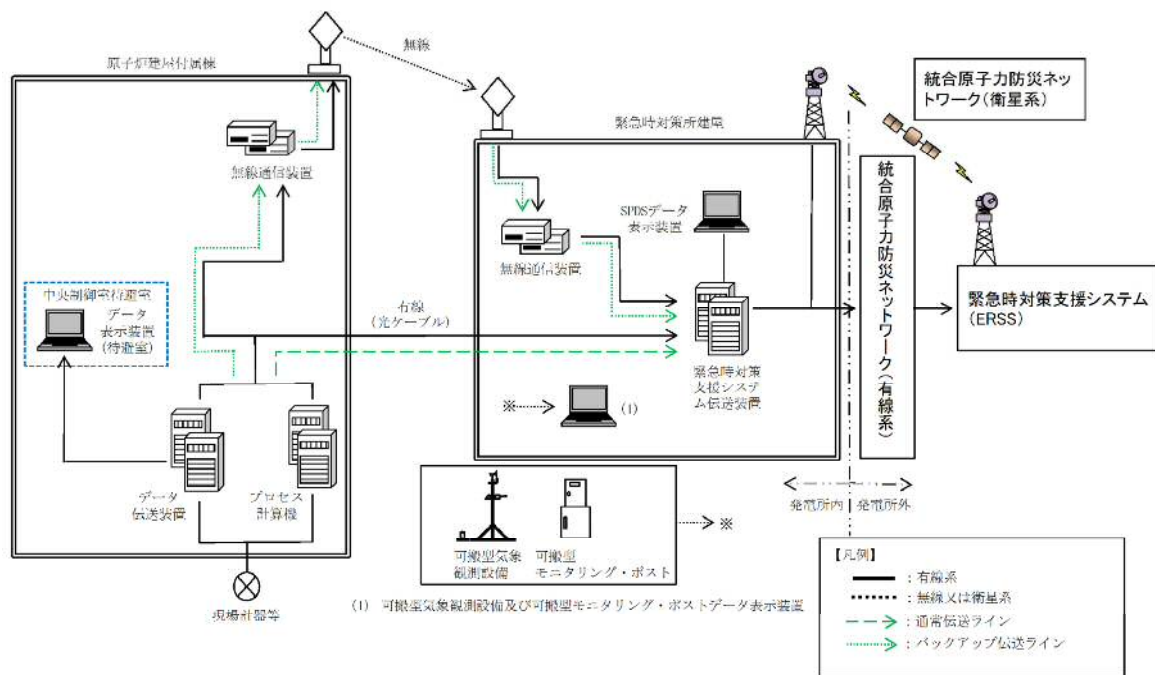 無線
原子炉建屋付属棟
統合原子力防災ネッ
トワーク(衛星系)
緊急時対策所建屋
無線通信装置
SPDSデータ
表示装置
無線通信装置
統合原子力防災ネットワーク(有線系)
中央制御室待避室
データ
表示装置
(待避室)
有線
(光ケーブル)
緊急時対策支援システム
(ERSS)
緊急時対策
支援システ
ム伝送装置
※
(1)
データ
伝送装置
プロセス
計算機
発電所内
発電所外
※
可搬型気象
観測設備
可搬型
モニタリング・ポスト
【凡例】
:有線系
:無線又は衛星系
:通常伝送ライン
:バックアップ伝送ライン
現場計器等
(1) 可搬型気象観測設備及び可搬型モニタリング・ポストデータ表示装置